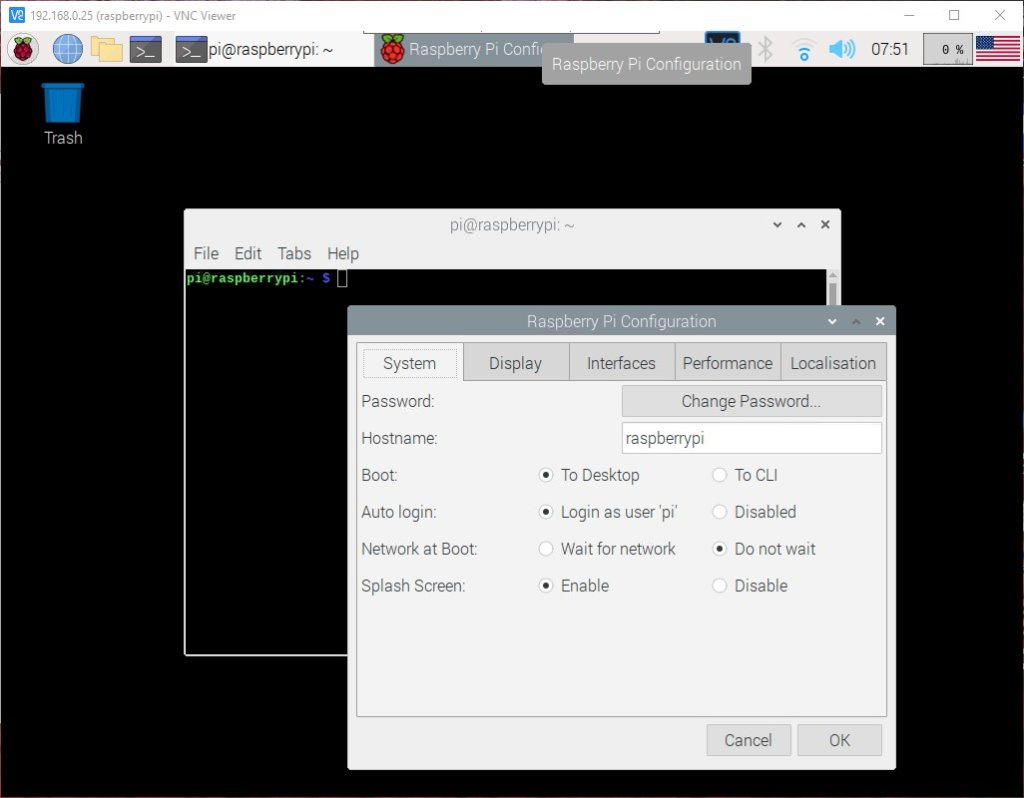 192.168.0.25 (raspberrypi) - VNC Viewer
pi@raspberrypi: ~
Raspberry Pi Confi
07:51
0 %
Raspberry Pi Configuration
Trash
pi@raspberrypi: ~
File Edit Tabs Help
pi@raspberrypi:~ $
Raspberry Pi Configuration
System Display Interfaces Performance Localisation
Password: Change Password...
Hostname: raspberrypi
Boot: To Desktop To CLI
Auto login: Login as user 'pi' Disabled
Network at Boot: Wait for network Do not wait
Splash Screen: Enable Disable
Cancel OK